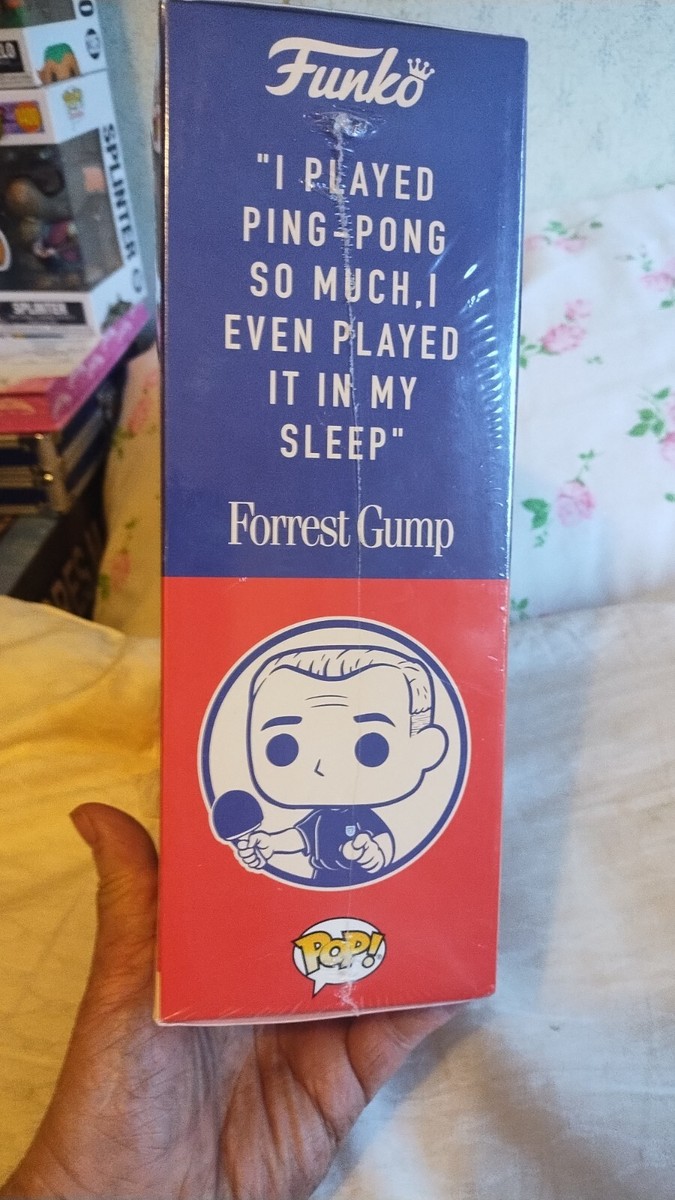 Funko
"I PLAYED
PING-PONG
SO MUCH,I
EVEN PLAYED
IT IN MY
SLEEP"
Forrest Gump
POP!
SPLINTER
SPLINTER